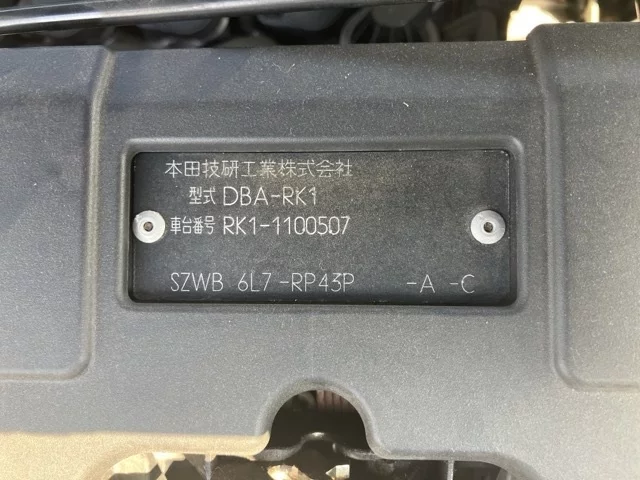 本田技研工業株式会社
型式 DBA-RK1
車台番号 RK1-1100507
SZWB 6L7-RP43P -A -C